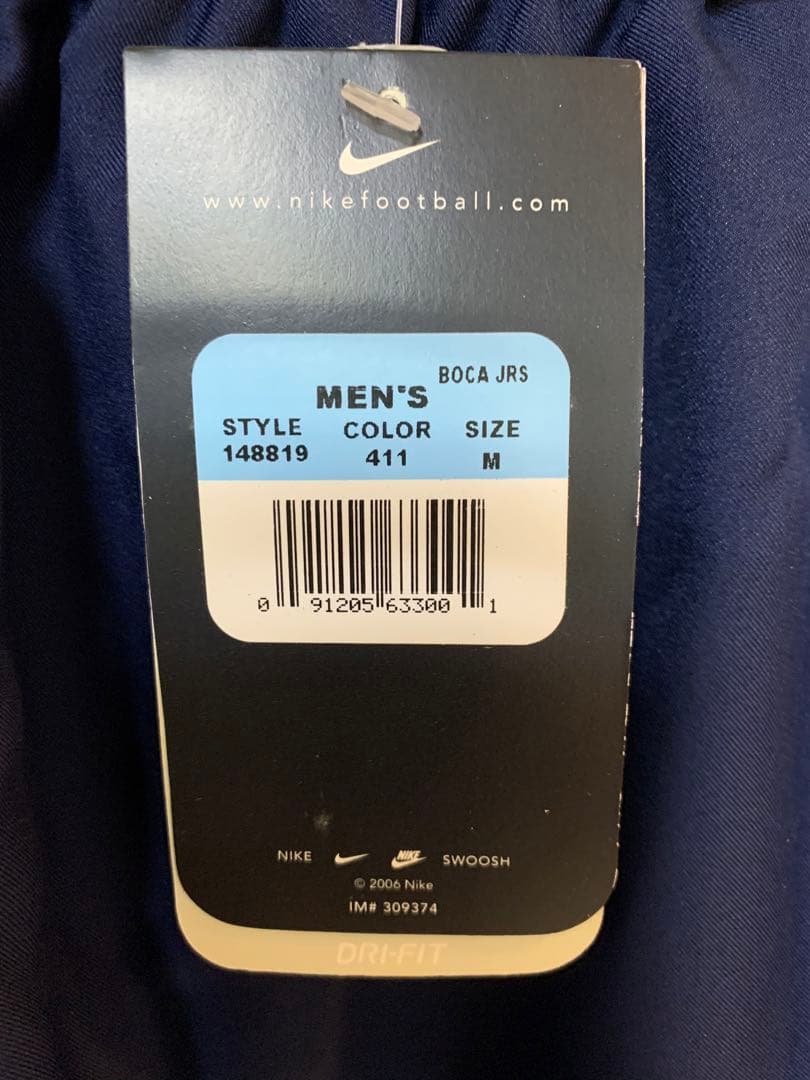 www.nikefootball.com
BOCA JRS
MEN'S
STYLE COLOR SIZE
148819 411 M
0 91205 63300 1
NIKE NIKE SWOOSH
© 2006 Nike
IM# 309374
DRI-FIT